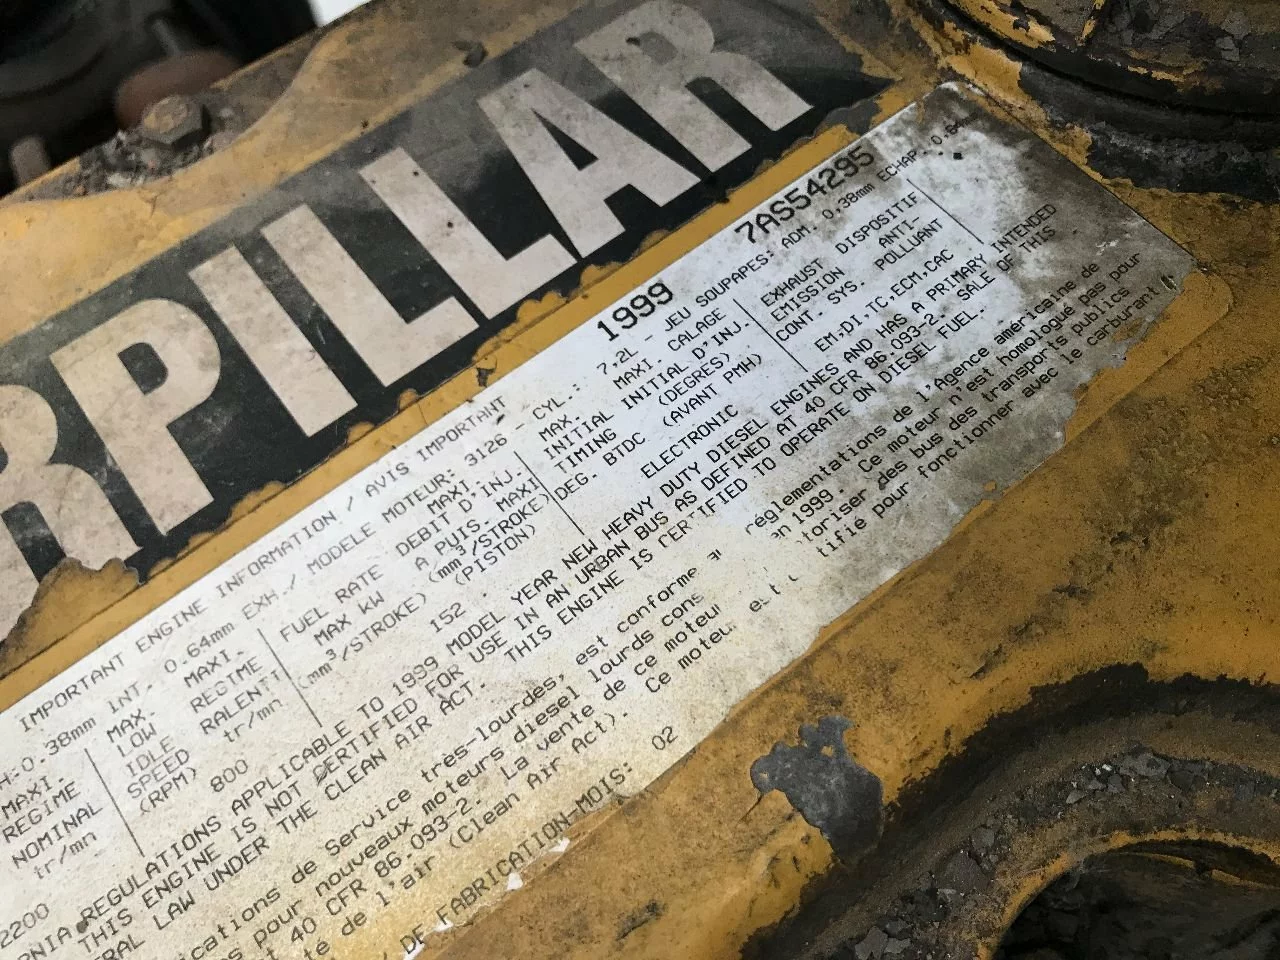 RPILLAR
IMPORTANT ENGINE INFORMATION / AVIS IMPORTANT 1999 7AS54295
H:0.38mm INT. 0.64mm EXH./ MODELE MOTEUR: 3126 - CYL.: 7.2L - JEU SOUPAPES: ADM. 0.38mm ECHAP. 0.64
MAXI.
REGIME
NOMINAL
tr/mn
2200
MAX. MAXI.
LOW REGIME
IDLE RALENTI
SPEED tr/mn
(RPM)
800
FUEL RATE MAXI.
MAX kW DEBIT D'INJ.
(mm³/STROKE) A PUIS. MAXI
(mm³/STROKE)
(PISTON)
152
MAX. MAXI. CALAGE
INITIAL INITIAL D'INJ.
TIMING (DEGRES)
DEG. BTDC (AVANT PMH)
ELECTRONIC
EXHAUST DISPOSITIF
EMISSION ANTI-
CONT. SYS. POLLUANT
EM,DI,TC,ECM,CAC
RNIA REGULATIONS APPLICABLE TO 1999 MODEL YEAR NEW HEAVY DUTY DIESEL ENGINES AND HAS A PRIMARY INTENDED
THIS ENGINE IS NOT CERTIFIED FOR USE IN AN URBAN BUS AS DEFINED AT 40 CFR 86.093-2. SALE OF THIS
ERAL LAW UNDER THE CLEAN AIR ACT. THIS ENGINE IS CERTIFIED TO OPERATE ON DIESEL FUEL.
ications de Service très-lourdes, est conforme réglementations de l'Agence américaine de
pour nouveaux moteurs diesel lourds cons en 1999. Ce moteur n'est homologué pas pour
40 CFR 86.093-2. La vente de ce moteu toriser des bus des transports publics
té de l'air (Clean Air Act). Ce moteu est tifié pour fonctionner avec le carburant
DE FABRICATION-MOIS: 02